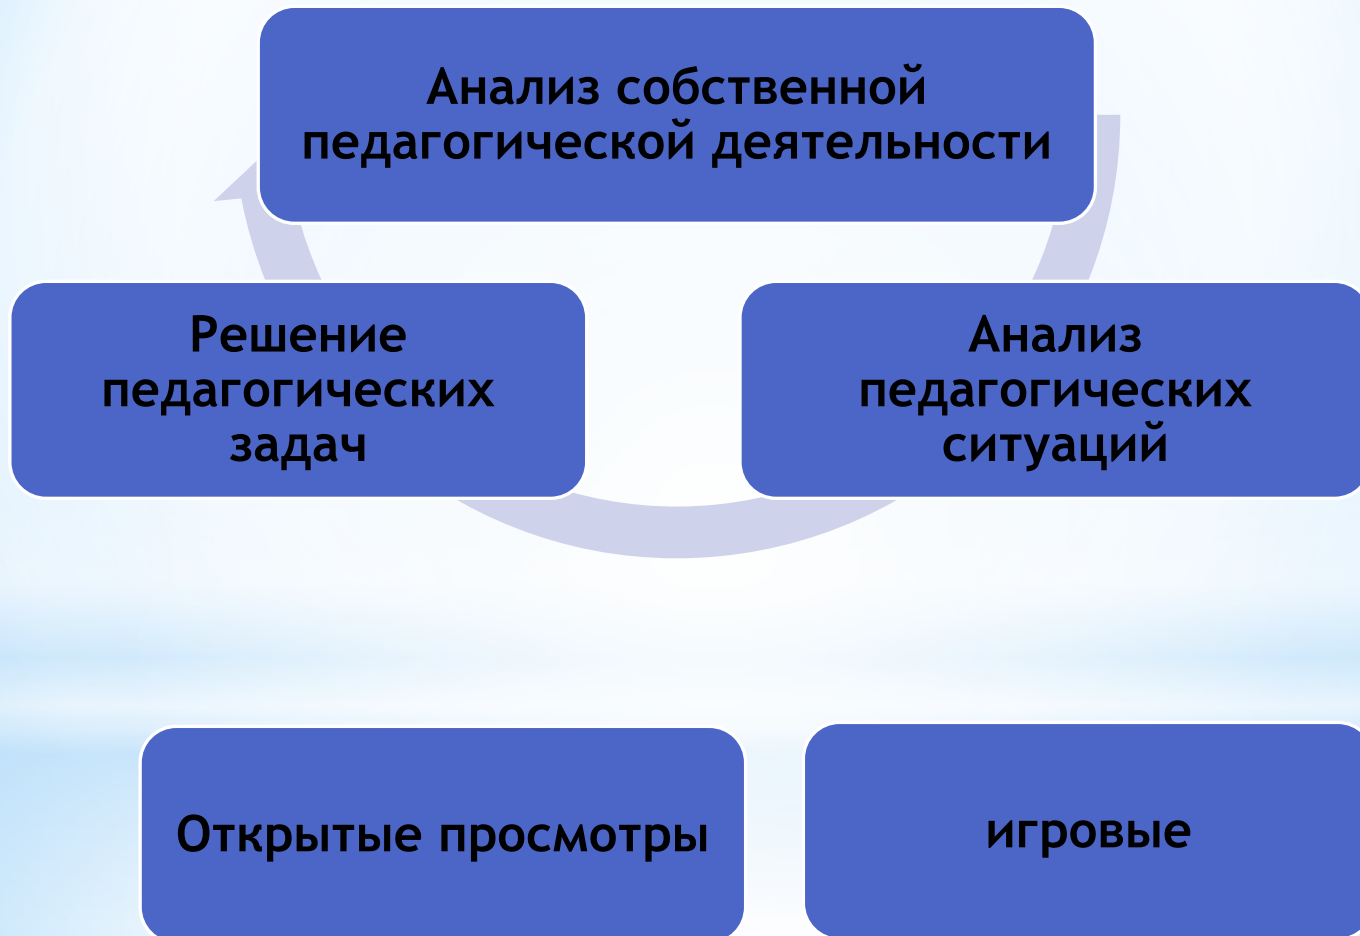 Анализ собственной
педагогической деятельности
Решение
педагогических
задач
Анализ
педагогических
ситуаций
Открытые просмотры
игровые